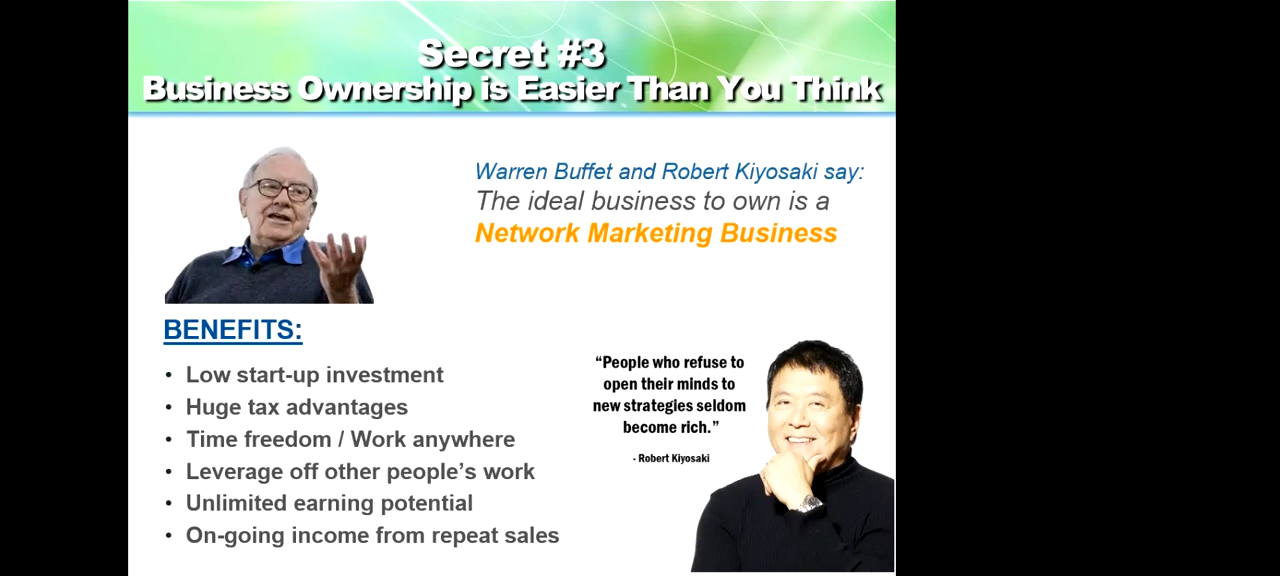 Secret #3
Business Ownership is Easier Than You Think
Warren Buffet and Robert Kiyosaki say:
The ideal business to own is a
Network Marketing Business
BENEFITS:
• Low start-up investment
• Huge tax advantages
• Time freedom / Work anywhere
• Leverage off other people's work
• Unlimited earning potential
• On-going income from repeat sales
“People who refuse to
open their minds to
new strategies seldom
become rich.”
- Robert Kiyosaki